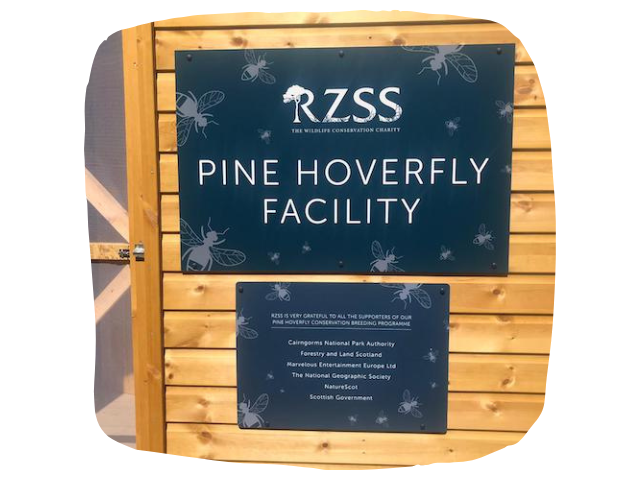 RZSS
THE WILDLIFE CONSERVATION CHARITY
PINE HOVERFLY
FACILITY
RZSS IS VERY GRATEFUL TO ALL THE SUPPORTERS OF OUR
PINE HOVERFLY CONSERVATION BREEDING PROGRAMME
Cairngorms National Park Authority
Forestry and Land Scotland
Marvelous Entertainment Europe Ltd
The National Geographic Society
NatureScot
Scottish Government